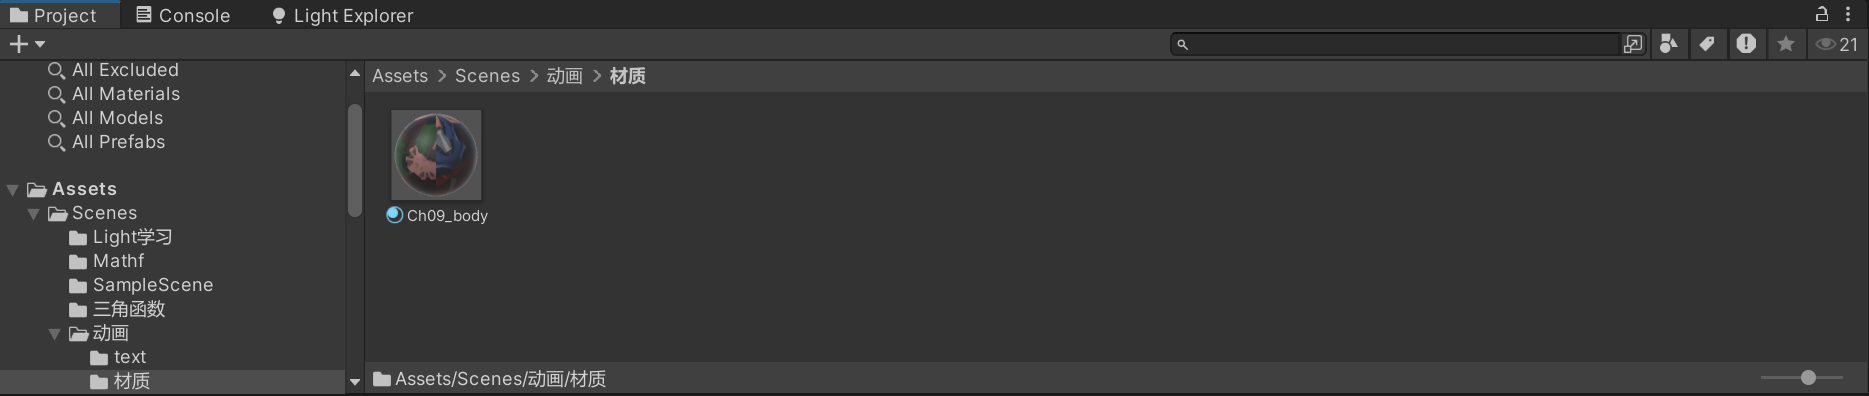 Project Console Light Explorer
21
All Excluded
All Materials
All Models
All Prefabs
Assets
Scenes
Light学习
Mathf
SampleScene
三角函数
动画
text
材质
Assets > Scenes > 动画 > 材质
Ch09_body
Assets/Scenes/动画/材质